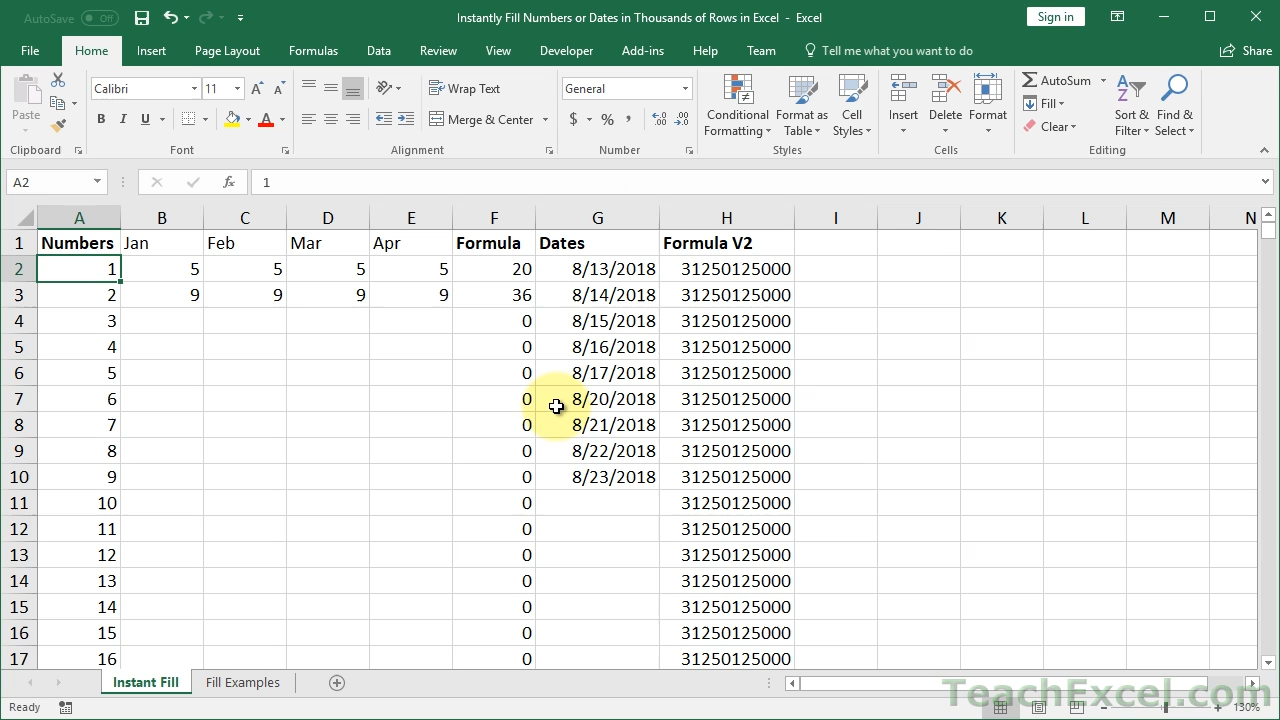 AutoSave Off Instantly Fill Numbers or Dates in Thousands of Rows in Excel - Excel Sign in
File Home Insert Page Layout Formulas Data Review View Developer Add-ins Help Team Tell me what you want to do Share
Paste Calibri 11 A A Wrap Text General Conditional Formatting Format as Table Cell Styles Insert Delete Format AutoSum Fill Clear Sort & Filter Find & Select
B I U A Merge & Center $ % ,
Clipboard Font Alignment Number Styles Cells Editing
A2 fx 1
A B C D E F G H I J K L M N
1 Numbers Jan Feb Mar Apr Formula Dates Formula V2
2 1 5 5 5 5 20 8/13/2018 31250125000
3 2 9 9 9 9 36 8/14/2018 31250125000
4 3 0 8/15/2018 31250125000
5 4 0 8/16/2018 31250125000
6 5 0 8/17/2018 31250125000
7 6 0 8/20/2018 31250125000
8 7 0 8/21/2018 31250125000
9 8 0 8/22/2018 31250125000
10 9 0 8/23/2018 31250125000
11 10 0 31250125000
12 11 0 31250125000
13 12 0 31250125000
14 13 0 31250125000
15 14 0 31250125000
16 15 0 31250125000
17 16 0 31250125000
Instant Fill Fill Examples
TeachExcel.com
Ready 130%